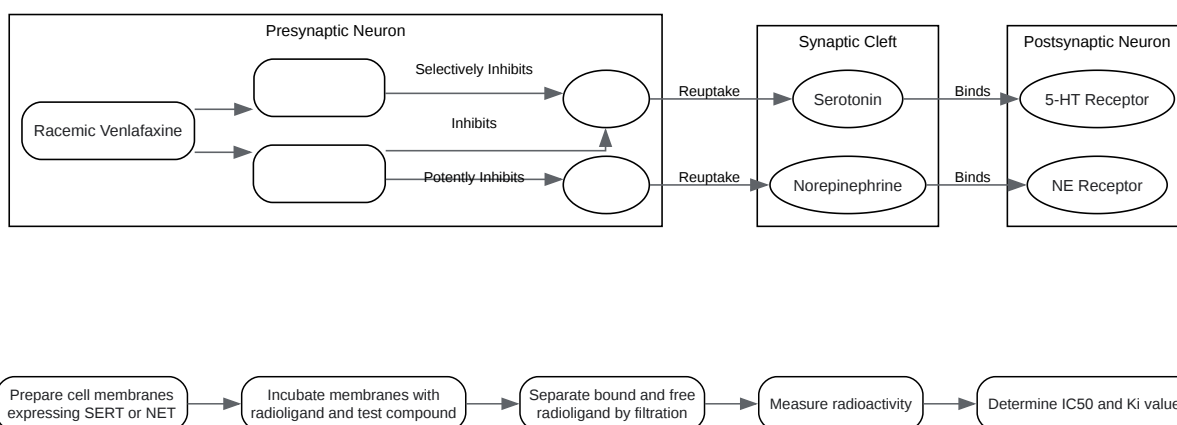 Presynaptic Neuron
Synaptic Cleft
Postsynaptic Neuron
Racemic Venlafaxine
Selectively Inhibits
Inhibits
Potently Inhibits
Reuptake
Serotonin
Binds
5-HT Receptor
Reuptake
Norepinephrine
Binds
NE Receptor
Prepare cell membranes
expressing SERT or NET
Incubate membranes with
radioligand and test compound
Separate bound and free
radioligand by filtration
Measure radioactivity
Determine IC50 and Ki value